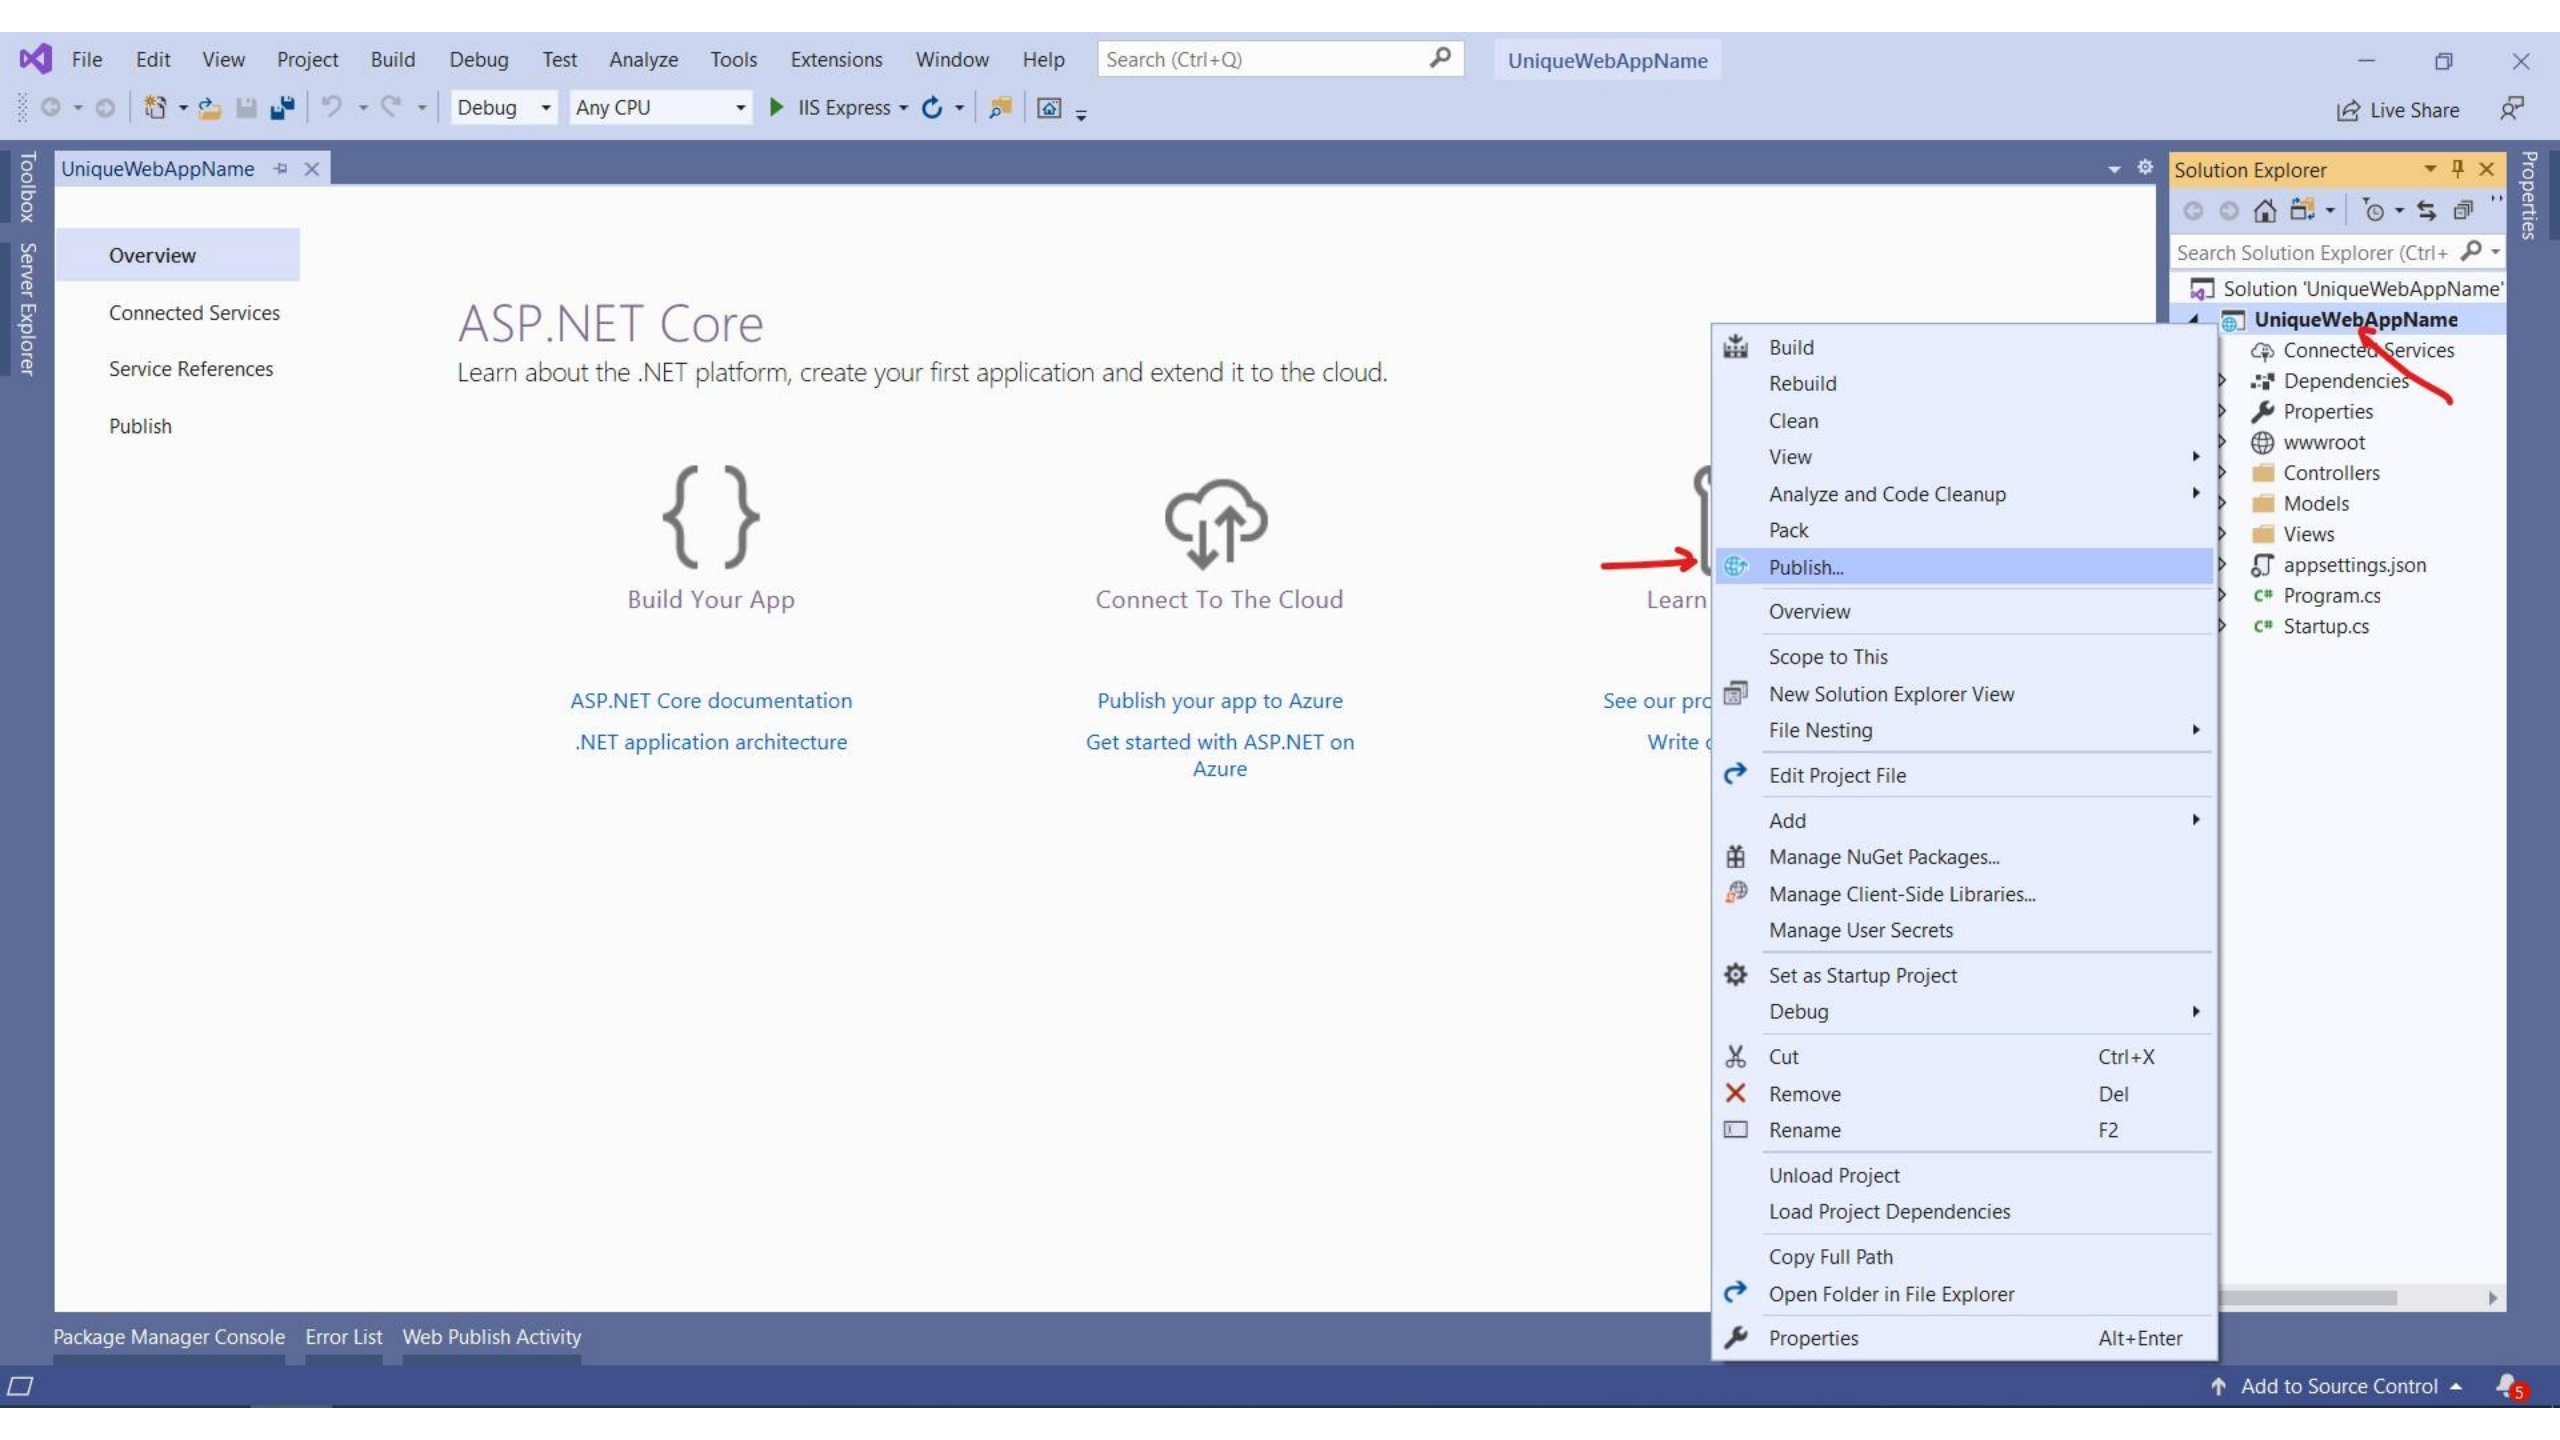 File Edit View Project Build Debug Test Analyze Tools Extensions Window Help Search (Ctrl+Q) UniqueWebAppName
Debug Any CPU IIS Express Live Share
Toolbox
Server Explorer
UniqueWebAppName
Overview
Connected Services
Service References
Publish
ASP.NET Core
Learn about the .NET platform, create your first application and extend it to the cloud.
Build Your App
ASP.NET Core documentation
.NET application architecture
Connect To The Cloud
Publish your app to Azure
Get started with ASP.NET on
Azure
Learn
See our
Write
Build
Rebuild
Clean
View
Analyze and Code Cleanup
Pack
Publish...
Overview
Scope to This
New Solution Explorer View
File Nesting
Edit Project File
Add
Manage NuGet Packages...
Manage Client-Side Libraries...
Manage User Secrets
Set as Startup Project
Debug
Cut Ctrl+X
Remove Del
Rename F2
Unload Project
Load Project Dependencies
Copy Full Path
Open Folder in File Explorer
Properties Alt+Enter
Solution Explorer
Search Solution Explorer (Ctrl+
Solution 'UniqueWebAppName'
UniqueWebAppName
Connected Services
Dependencies
Properties
wwwroot
Controllers
Models
Views
appsettings.json
C# Program.cs
C# Startup.cs
Properties
Package Manager Console Error List Web Publish Activity
Add to Source Control 5